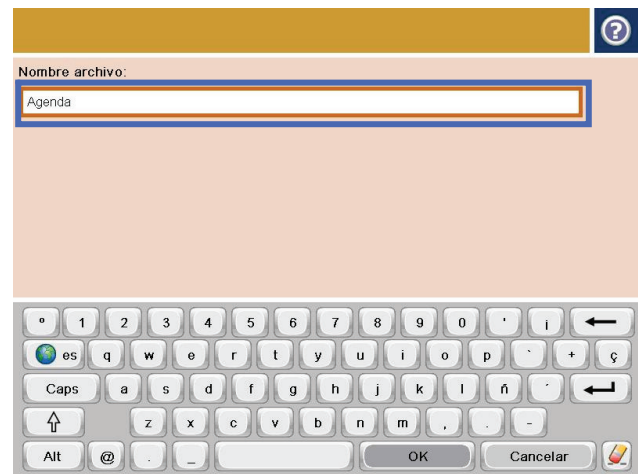 ?
Nombre archivo:
Agenda
º 1 2 3 4 5 6 7 8 9 0 ' ¡
es q w e r t y u i o p ` + ç
Caps a s d f g h j k l ñ ´
z x c v b n m , . -
Alt @ . _ OK Cancelar